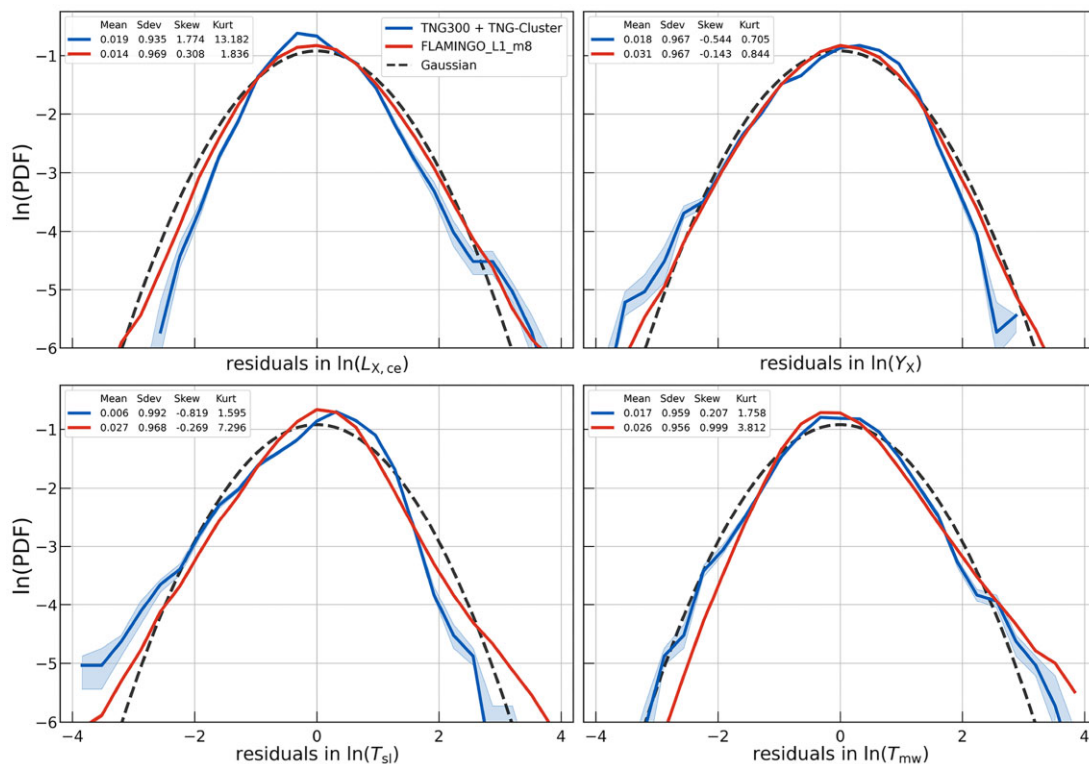 Mean Sdev Skew Kurt
0.019 0.935 1.774 13.182
0.014 0.969 0.308 1.836
TNG300 + TNG-Cluster
FLAMINGO_L1_m8
Gaussian
−1
−2
−3
−4
−5
−6
ln(PDF)
residuals in ln(L_X,ce)
Mean Sdev Skew Kurt
0.018 0.967 -0.544 0.705
0.031 0.967 -0.143 0.844
residuals in ln(Y_X)
Mean Sdev Skew Kurt
0.006 0.992 -0.819 1.595
0.027 0.968 -0.269 7.296
−1
−2
−3
−4
−5
−6
ln(PDF)
−4 −2 0 2 4
residuals in ln(T_sl)
Mean Sdev Skew Kurt
0.017 0.959 0.207 1.758
0.026 0.956 0.999 3.812
−4 −2 0 2 4
residuals in ln(T_mw)